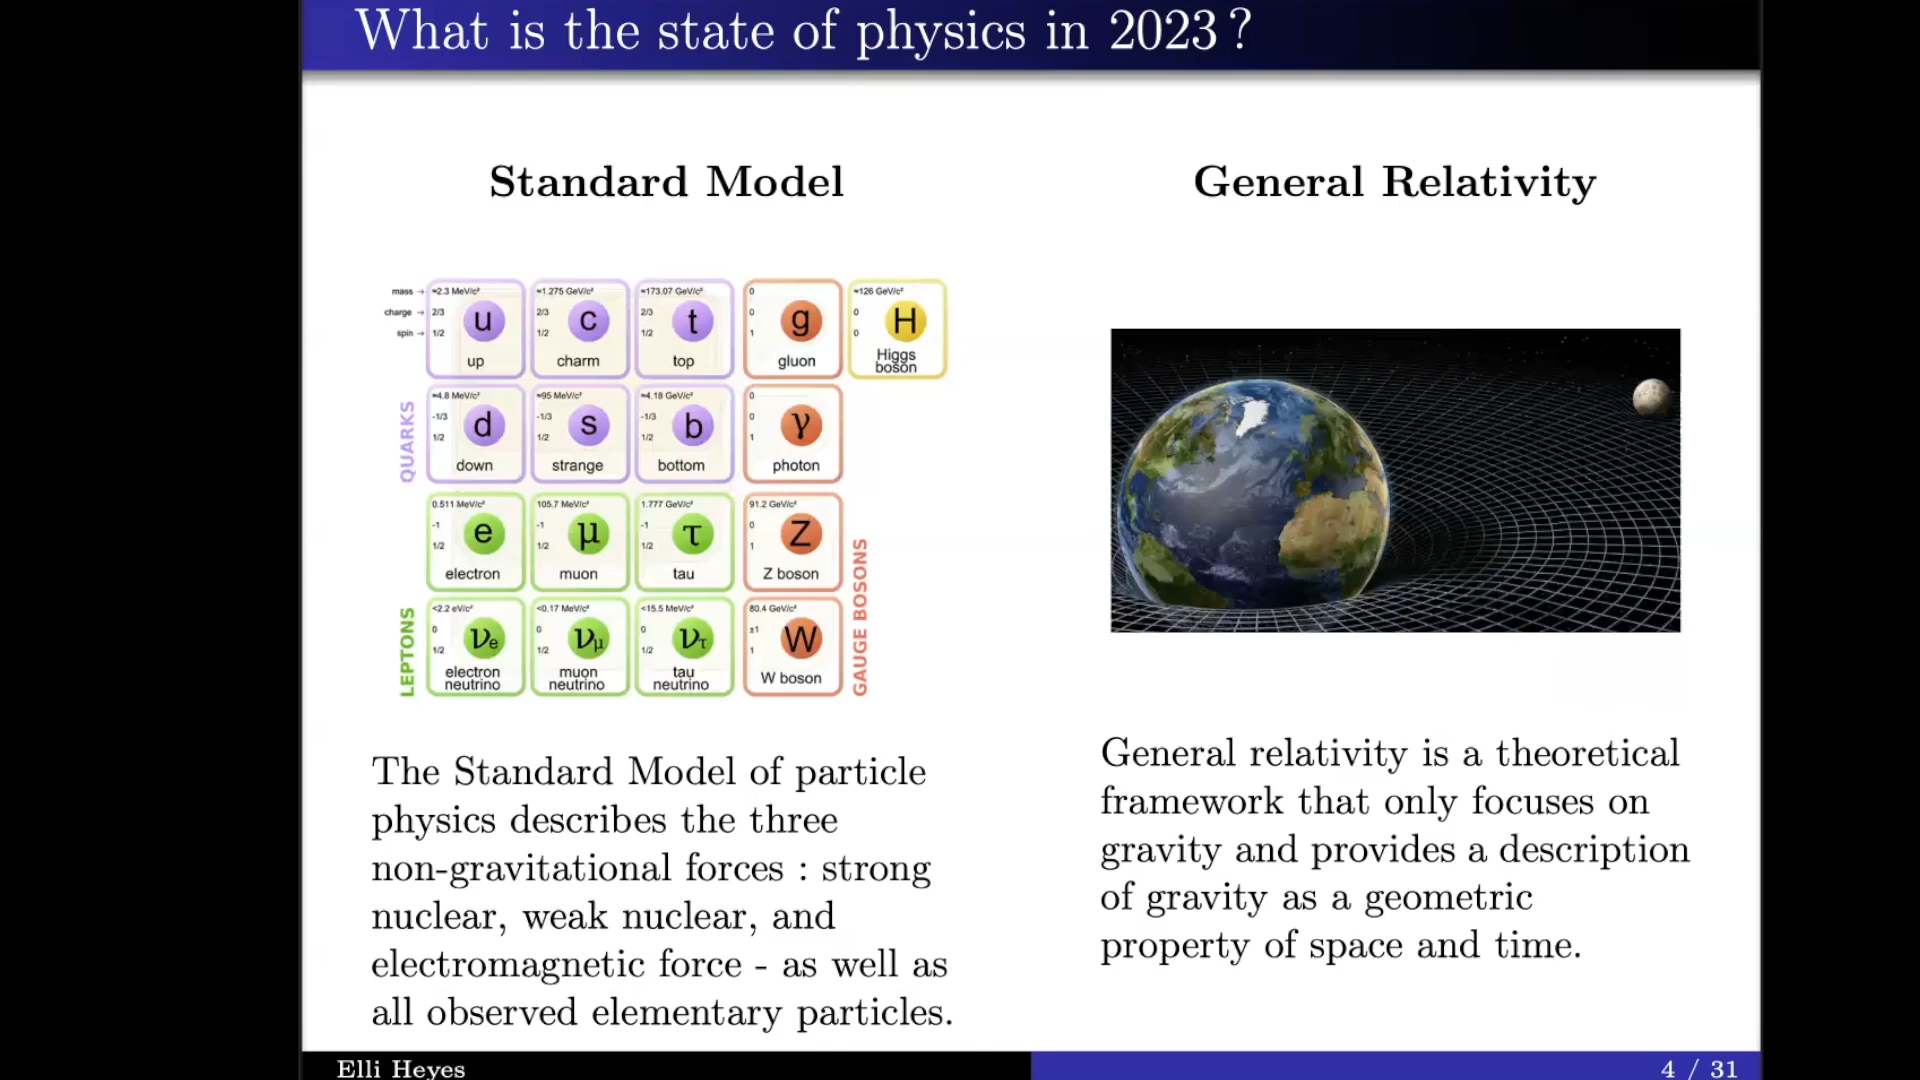 What is the state of physics in 2023 ?
Standard Model
mass → ≈2.3 MeV/c² ≈1.275 GeV/c² ≈173.07 GeV/c² 0 ≈126 GeV/c²
charge → 2/3 2/3 2/3 0 0
spin → 1/2 1/2 1/2 1 0
u c t g H
up charm top gluon Higgs
boson
QUARKS
≈4.8 MeV/c² ≈95 MeV/c² ≈4.18 GeV/c² 0
-1/3 -1/3 -1/3 0
1/2 1/2 1/2 1
d s b γ
down strange bottom photon
0.511 MeV/c² 105.7 MeV/c² 1.777 GeV/c² 91.2 GeV/c²
-1 -1 -1 0
1/2 1/2 1/2 1
e μ τ Z
electron muon tau Z boson
LEPTONS
<2.2 eV/c² <0.17 MeV/c² <15.5 MeV/c² 80.4 GeV/c²
0 0 0 ±1
1/2 1/2 1/2 1
νe νμ ντ W
electron muon tau W boson
neutrino neutrino neutrino
GAUGE BOSONS
The Standard Model of particle
physics describes the three
non-gravitational forces : strong
nuclear, weak nuclear, and
electromagnetic force - as well as
all observed elementary particles.
General Relativity
General relativity is a theoretical
framework that only focuses on
gravity and provides a description
of gravity as a geometric
property of space and time.
Elli Heyes
4 / 31